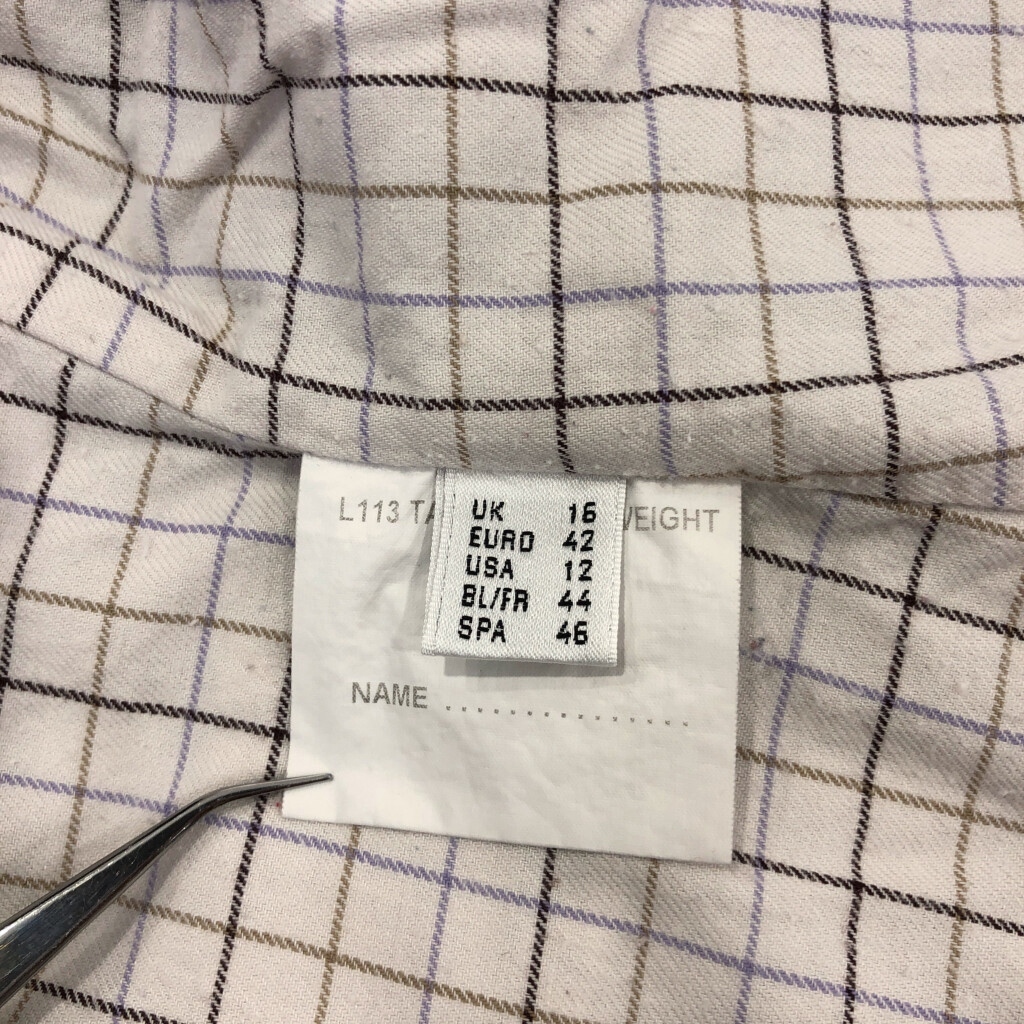 L113 TA
WEIGHT
UK 16
EURO 42
USA 12
BL/FR 44
SPA 46
NAME ................